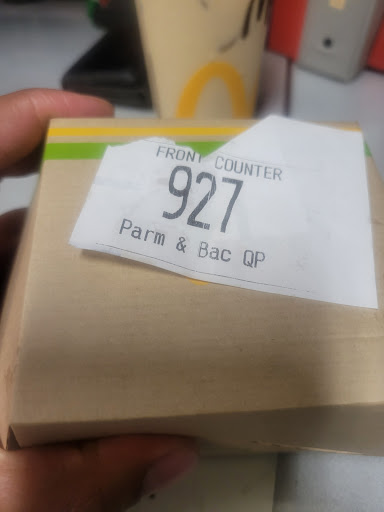 FRONT COUNTER
927
Parm & Bac QP